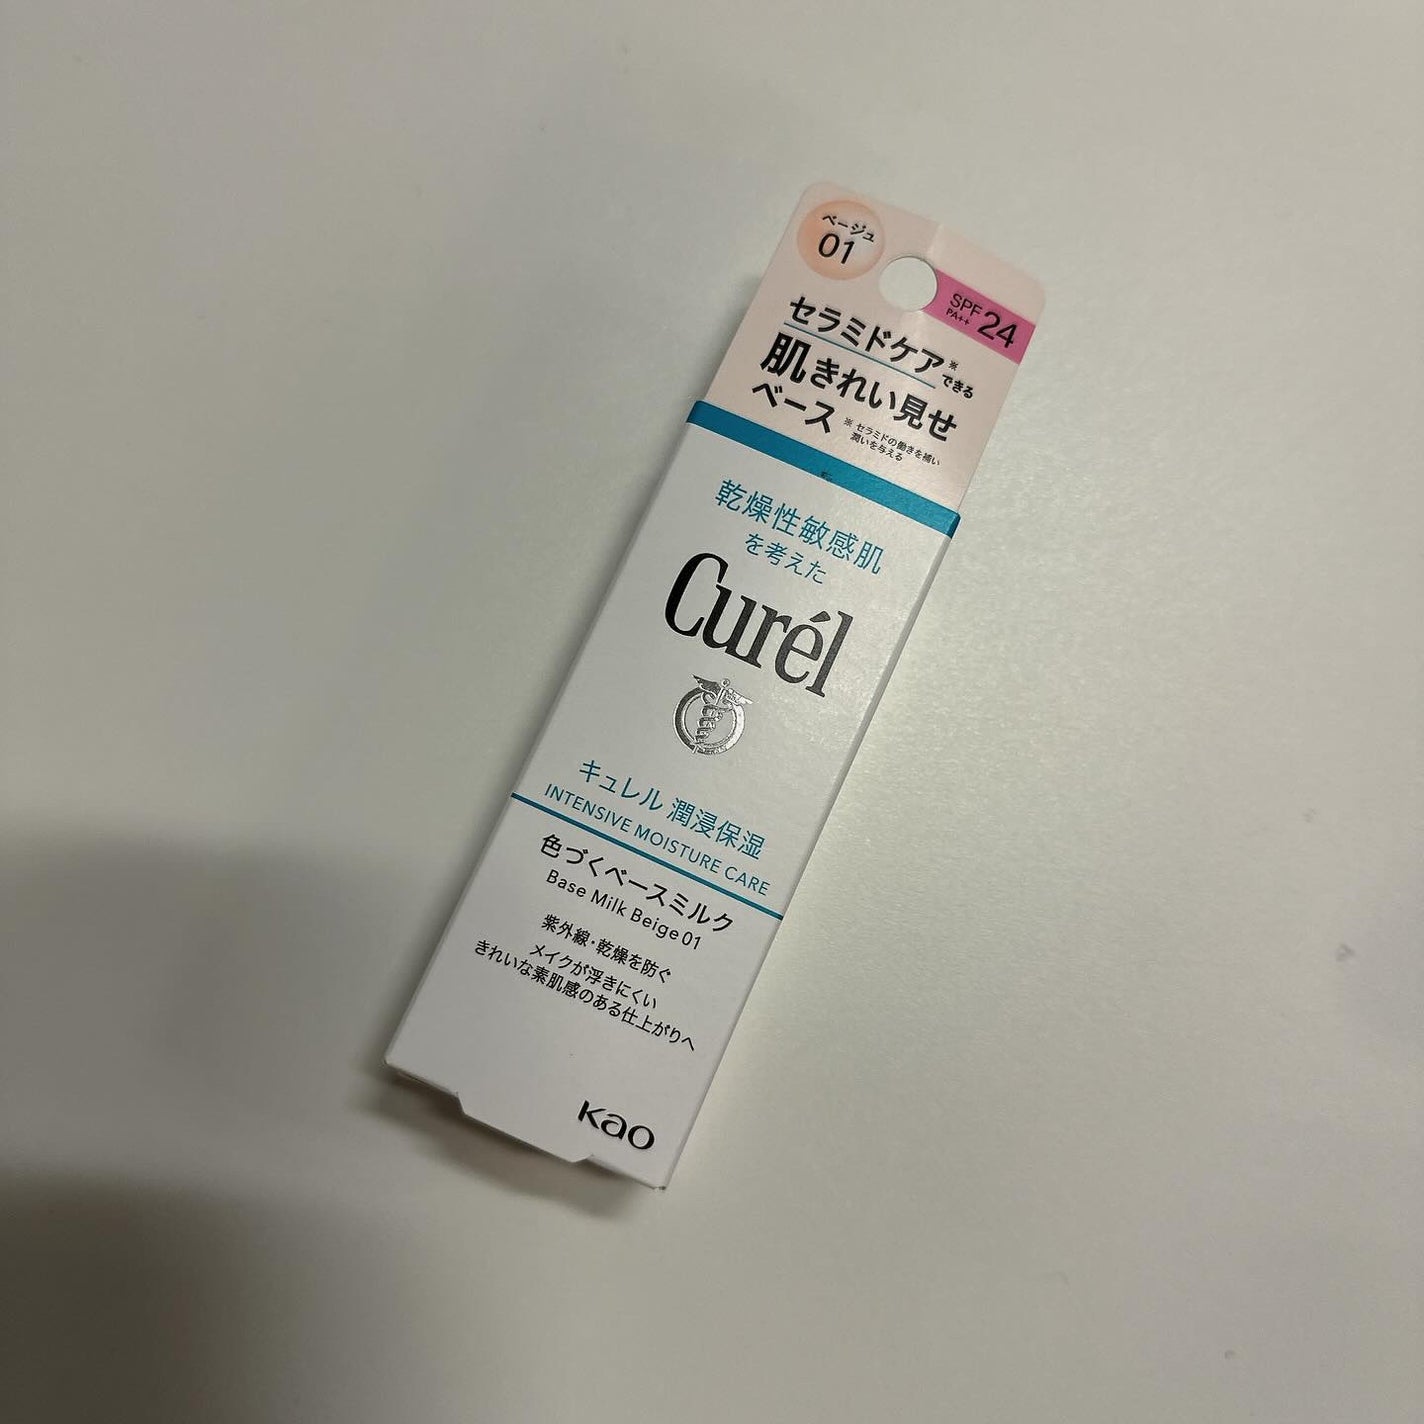 ベージュ
01
SPF 24
PA++
セラミドケア※できる
肌きれい見せ
ベース
※セラミドの働きを補い
潤いを与える
乾燥性敏感肌
を考えた
Curél
キュレル 潤浸保湿
INTENSIVE MOISTURE CARE
色づくベースミルク
Base Milk Beige 01
紫外線・乾燥を防ぐ
メイクが浮きにくい
きれいな素肌感のある仕上がりへ
Kao